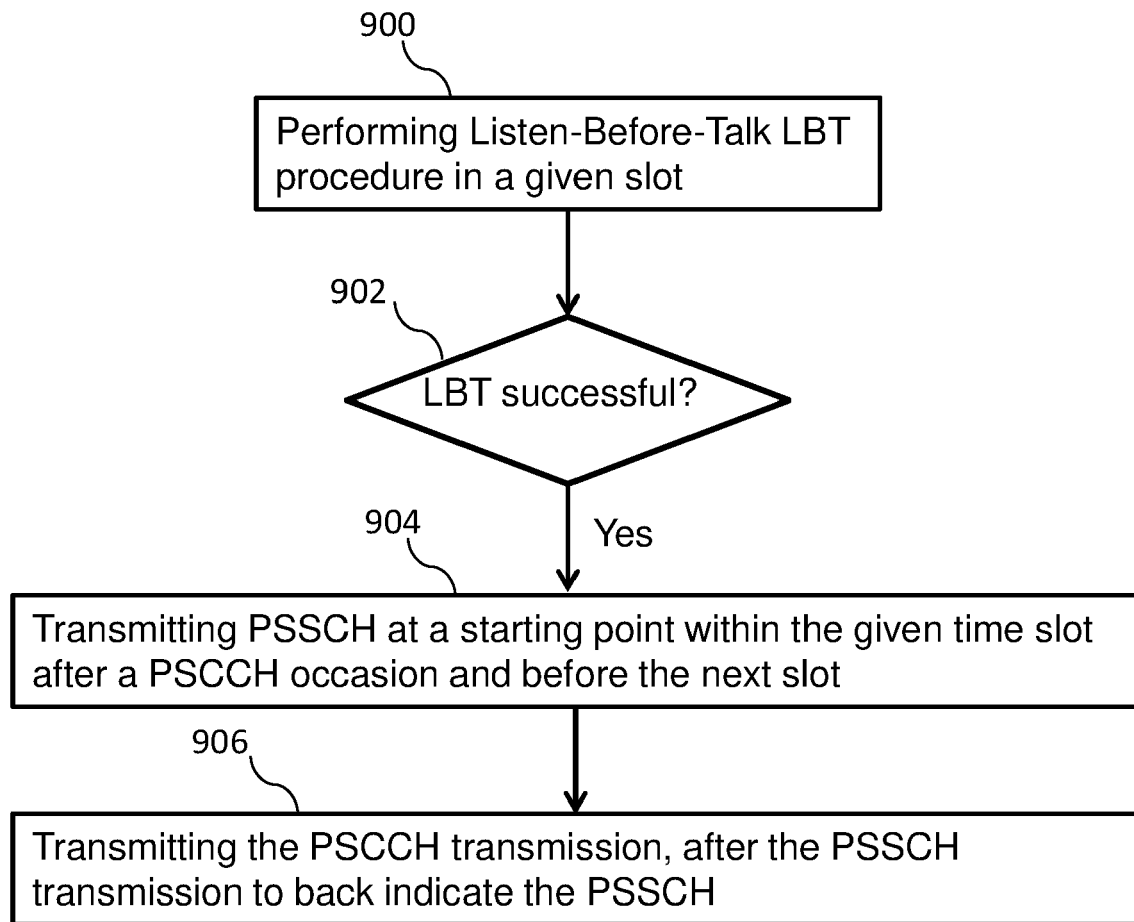 900
Performing Listen-Before-Talk LBT
procedure in a given slot
902
LBT successful?
904
Yes
Transmitting PSSCH at a starting point within the given time slot
after a PSCCH occasion and before the next slot
906
Transmitting the PSCCH transmission, after the PSSCH
transmission to back indicate the PSSCH